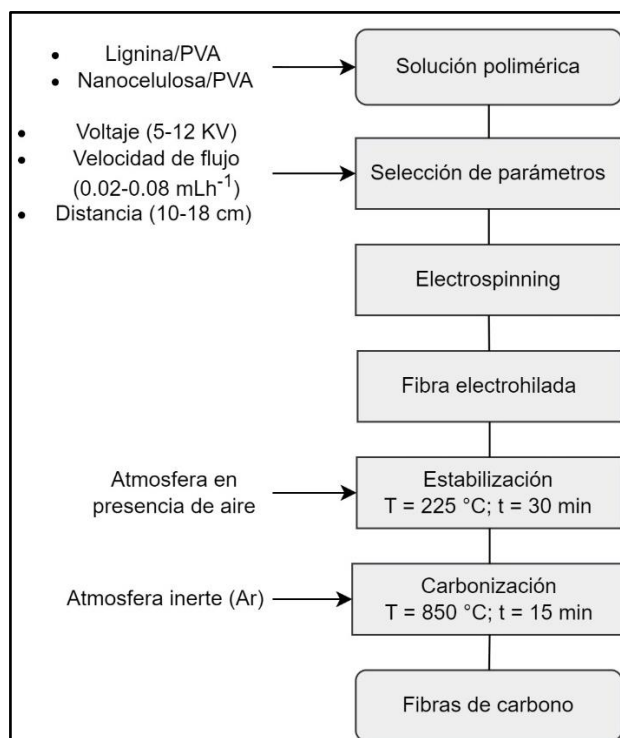 • Lignina/PVA
• Nanocelulosa/PVA
Solución polimérica
• Voltaje (5-12 KV)
• Velocidad de flujo
(0.02-0.08 mLh⁻¹)
• Distancia (10-18 cm)
Selección de parámetros
Electrospinning
Fibra electrohilada
Atmosfera en
presencia de aire
Estabilización
T = 225 °C; t = 30 min
Atmosfera inerte (Ar)
Carbonización
T = 850 °C; t = 15 min
Fibras de carbono